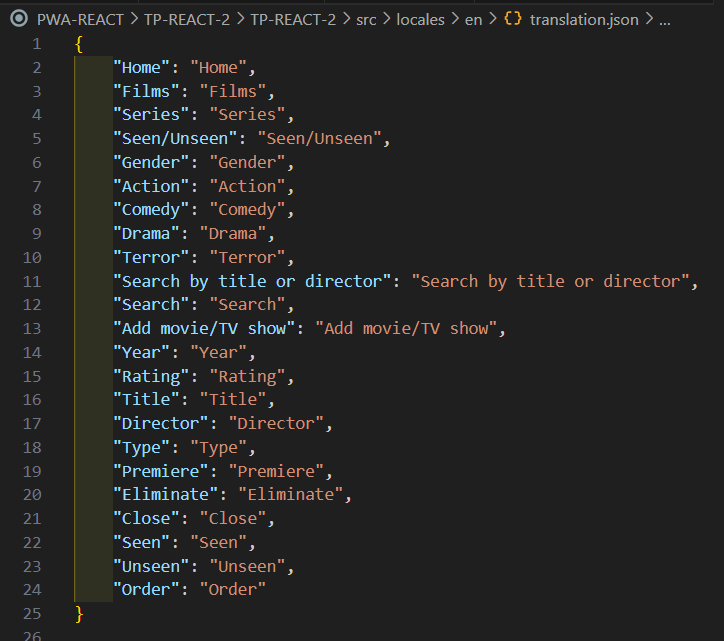 PWA-REACT > TP-REACT-2 > TP-REACT-2 > src > locales > en > {} translation.json > ...
1 {
2 "Home": "Home",
3 "Films": "Films",
4 "Series": "Series",
5 "Seen/Unseen": "Seen/Unseen",
6 "Gender": "Gender",
7 "Action": "Action",
8 "Comedy": "Comedy",
9 "Drama": "Drama",
10 "Terror": "Terror",
11 "Search by title or director": "Search by title or director",
12 "Search": "Search",
13 "Add movie/TV show": "Add movie/TV show",
14 "Year": "Year",
15 "Rating": "Rating",
16 "Title": "Title",
17 "Director": "Director",
18 "Type": "Type",
19 "Premiere": "Premiere",
20 "Eliminate": "Eliminate",
21 "Close": "Close",
22 "Seen": "Seen",
23 "Unseen": "Unseen",
24 "Order": "Order"
25 }
26